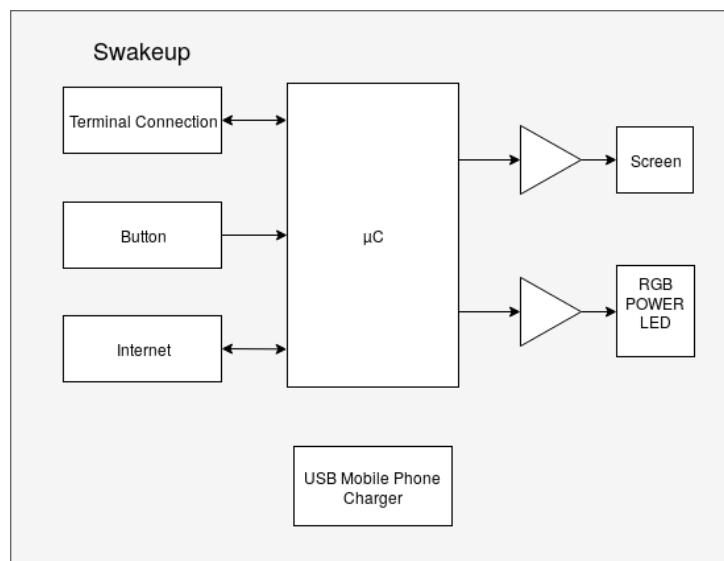 Swakeup
Terminal Connection
Button
Internet
µC
Screen
RGB
POWER
LED
USB Mobile Phone
Charger